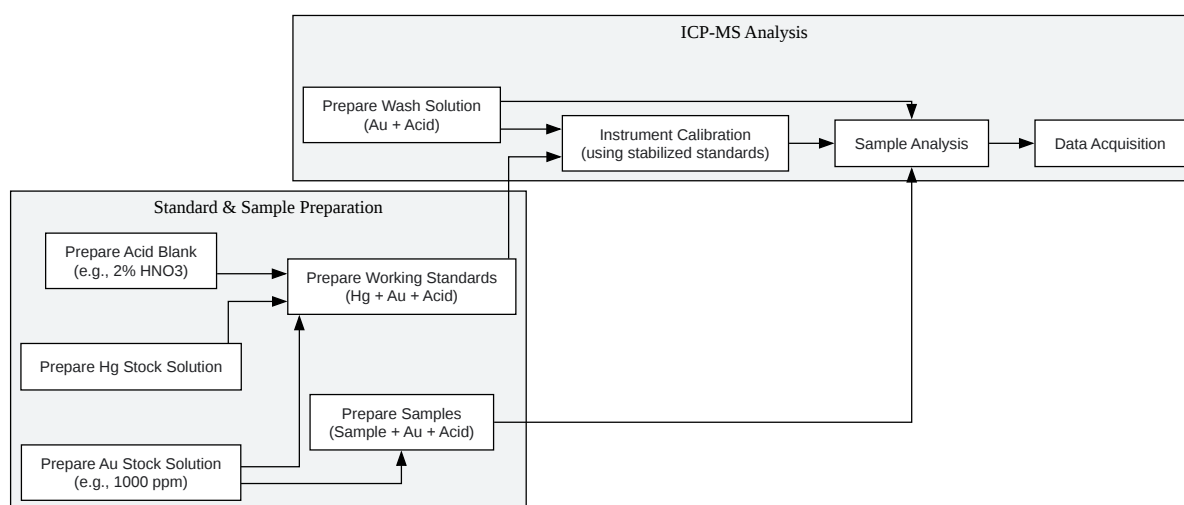 ICP-MS Analysis
Prepare Wash Solution
(Au + Acid)
Instrument Calibration
(using stabilized standards)
Sample Analysis
Data Acquisition
Standard & Sample Preparation
Prepare Acid Blank
(e.g., 2% HNO3)
Prepare Working Standards
(Hg + Au + Acid)
Prepare Hg Stock Solution
Prepare Samples
(Sample + Au + Acid)
Prepare Au Stock Solution
(e.g., 1000 ppm)